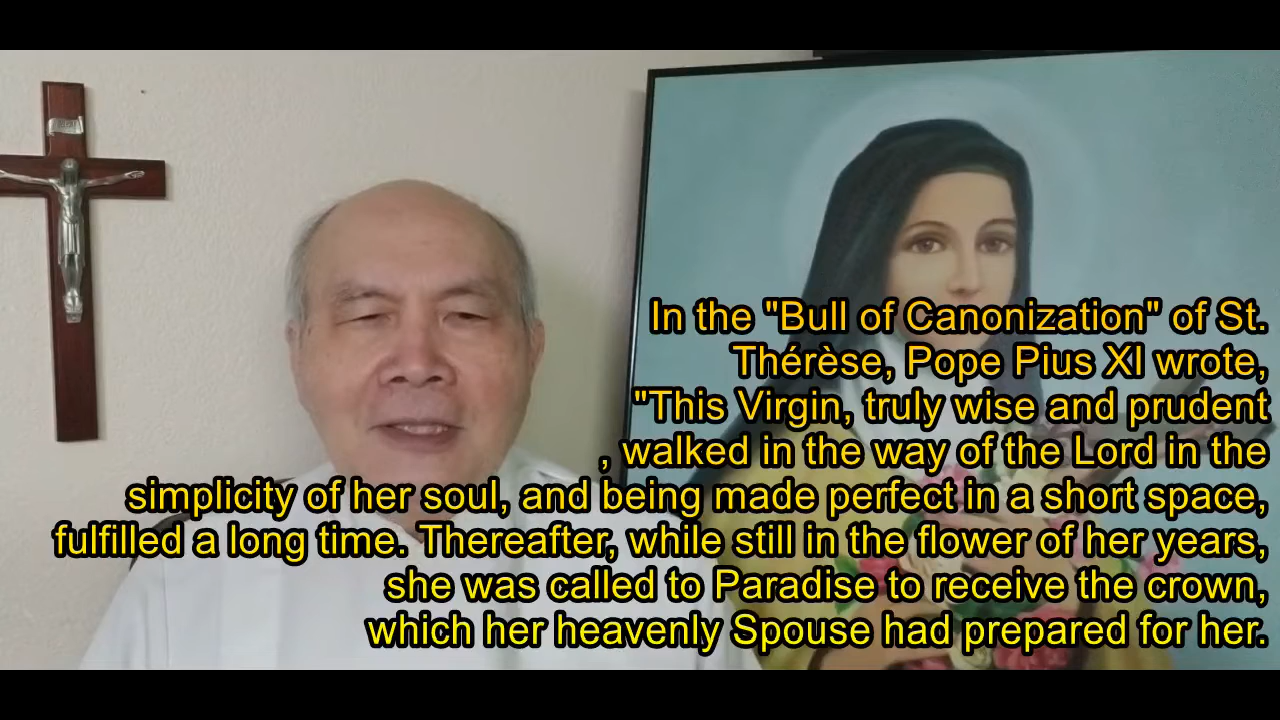 In the "Bull of Canonization" of St.
Thérèse, Pope Pius XI wrote,
"This Virgin, truly wise and prudent
, walked in the way of the Lord in the
simplicity of her soul, and being made perfect in a short space,
fulfilled a long time. Thereafter, while still in the flower of her years,
she was called to Paradise to receive the crown,
which her heavenly Spouse had prepared for her.